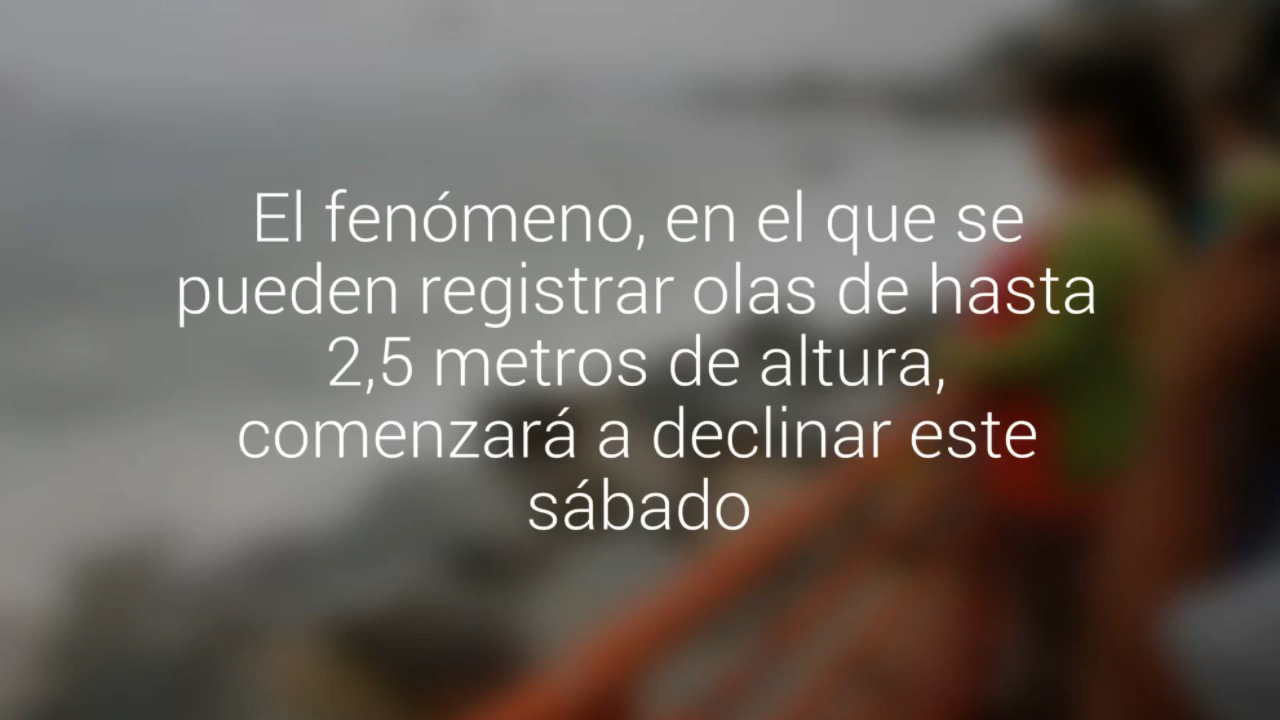 El fenómeno, en el que se
pueden registrar olas de hasta
2,5 metros de altura,
comenzará a declinar este
sábado